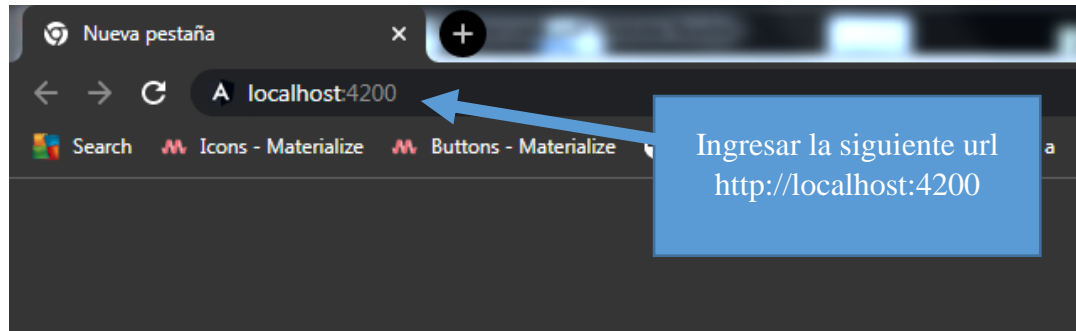 Nueva pestaña
localhost:4200
Search Icons - Materialize Buttons - Materialize a
Ingresar la siguiente url
http://localhost:4200